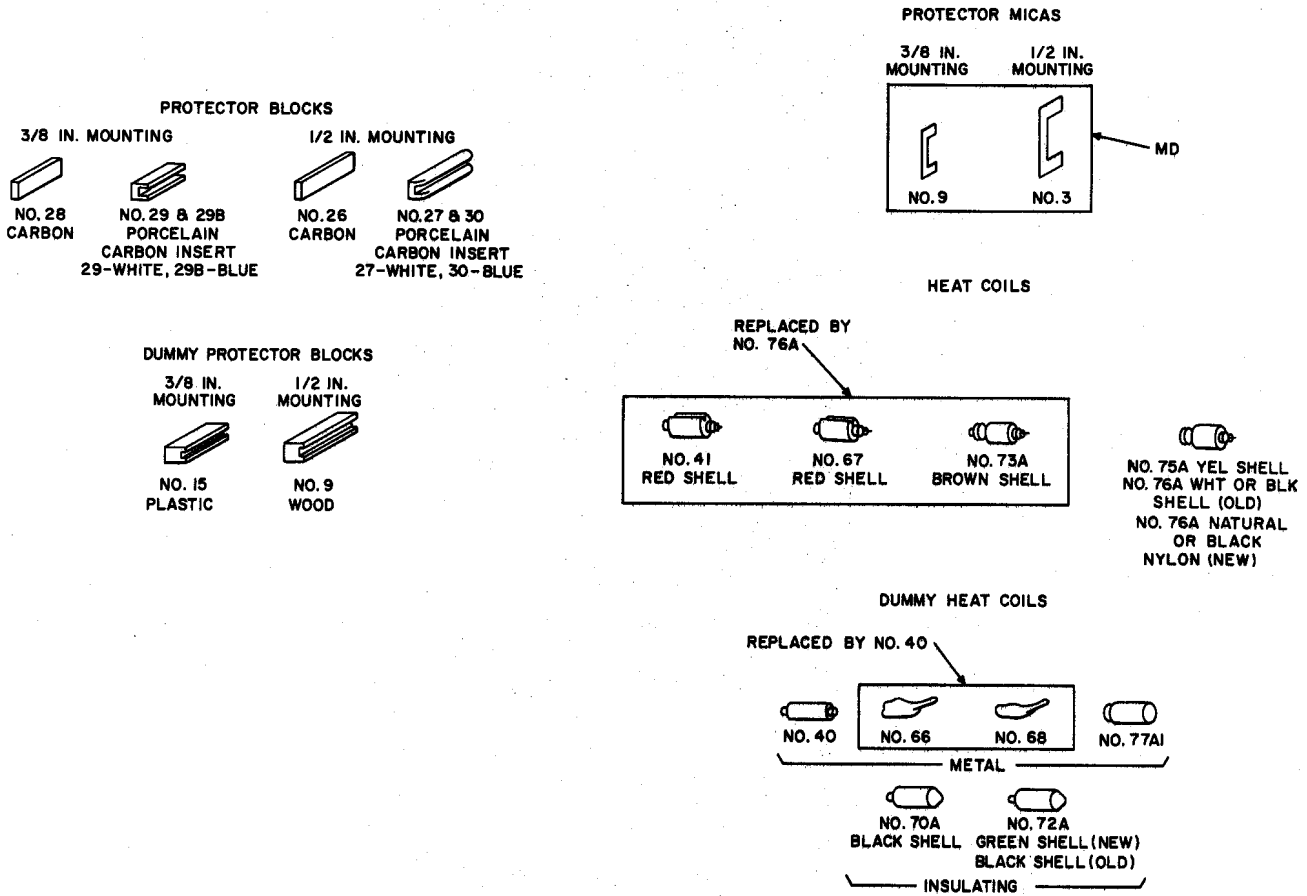 PROTECTOR BLOCKS
3/8 IN. MOUNTING
1/2 IN. MOUNTING
NO. 28
CARBON
NO. 29 & 29B
PORCELAIN
CARBON INSERT
29-WHITE, 29B-BLUE
NO. 26
CARBON
NO. 27 & 30
PORCELAIN
CARBON INSERT
27-WHITE, 30-BLUE
DUMMY PROTECTOR BLOCKS
3/8 IN.
MOUNTING
1/2 IN.
MOUNTING
NO. 15
PLASTIC
NO. 9
WOOD
PROTECTOR MICAS
3/8 IN.
MOUNTING
1/2 IN.
MOUNTING
NO. 9
NO. 3
MD
HEAT COILS
REPLACED BY
NO. 76A
NO. 41
RED SHELL
NO. 67
RED SHELL
NO. 73A
BROWN SHELL
NO. 75A YEL SHELL
NO. 76A WHT OR BLK
SHELL (OLD)
NO. 76A NATURAL
OR BLACK
NYLON (NEW)
DUMMY HEAT COILS
REPLACED BY NO. 40
NO. 40
NO. 66
NO. 68
NO. 77A1
METAL
NO. 70A
BLACK SHELL
NO. 72A
GREEN SHELL (NEW)
BLACK SHELL (OLD)
INSULATING